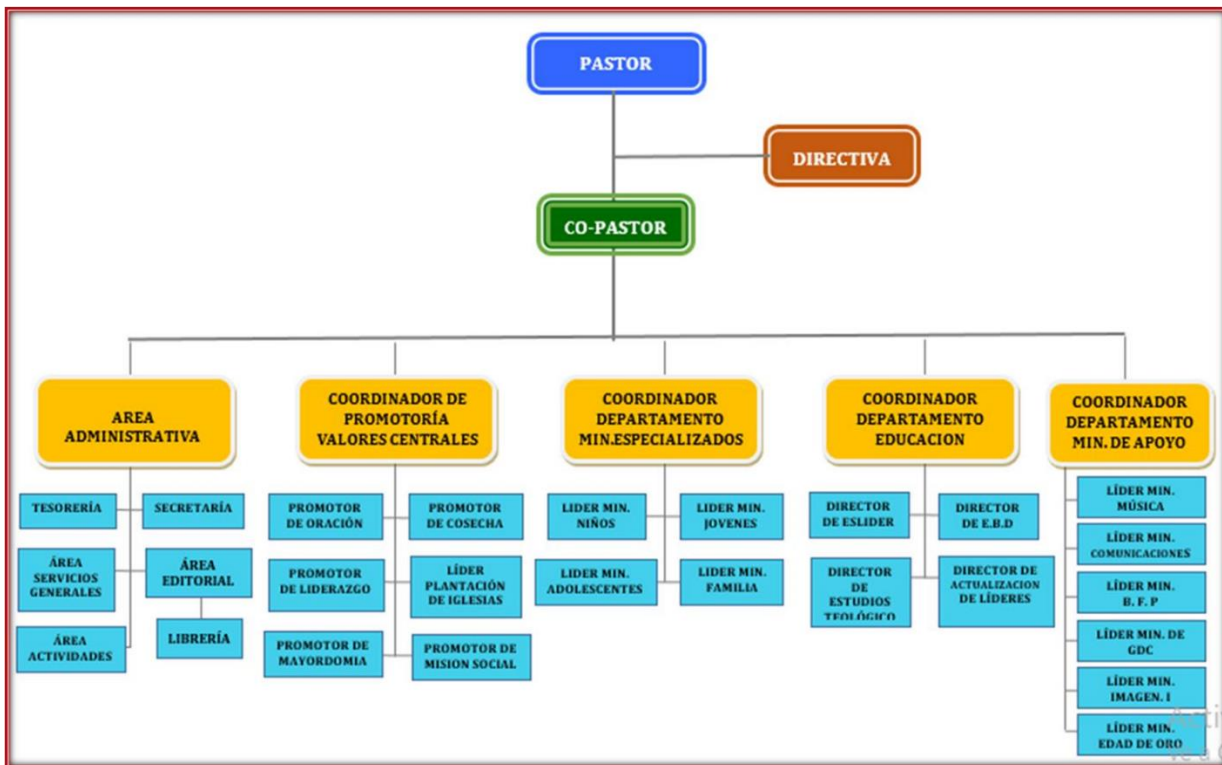 PASTOR
DIRECTIVA
CO-PASTOR
AREA
ADMINISTRATIVA
COORDINADOR DE
PROMOTORÍA
VALORES CENTRALES
COORDINADOR
DEPARTAMENTO
MIN.ESPECIALIZADOS
COORDINADOR
DEPARTAMENTO
EDUCACION
COORDINADOR
DEPARTAMENTO
MIN. DE APOYO
TESORERÍA
SECRETARÍA
ÁREA
SERVICIOS
GENERALES
ÁREA
EDITORIAL
ÁREA
ACTIVIDADES
LIBRERÍA
PROMOTOR
DE ORACIÓN
PROMOTOR
DE COSECHA
PROMOTOR
DE LIDERAZGO
LÍDER
PLANTACIÓN
DE IGLESIAS
PROMOTOR DE
MAYORDOMIA
PROMOTOR DE
MISION SOCIAL
LIDER MIN.
NIÑOS
LIDER MIN.
JOVENES
LIDER MIN.
ADOLESCENTES
LIDER MIN.
FAMILIA
DIRECTOR
DE ESLIDER
DIRECTOR
DE E.B.D
DIRECTOR
DE
ESTUDIOS
TEOLÓGICO
DIRECTOR DE
ACTUALIZACION
DE LÍDERES
LÍDER MIN.
MÚSICA
LÍDER MIN.
COMUNICACIONES
LÍDER MIN.
B. F. P
LÍDER MIN. DE
GDC
LÍDER MIN.
IMAGEN. I
LÍDER MIN.
EDAD DE ORO